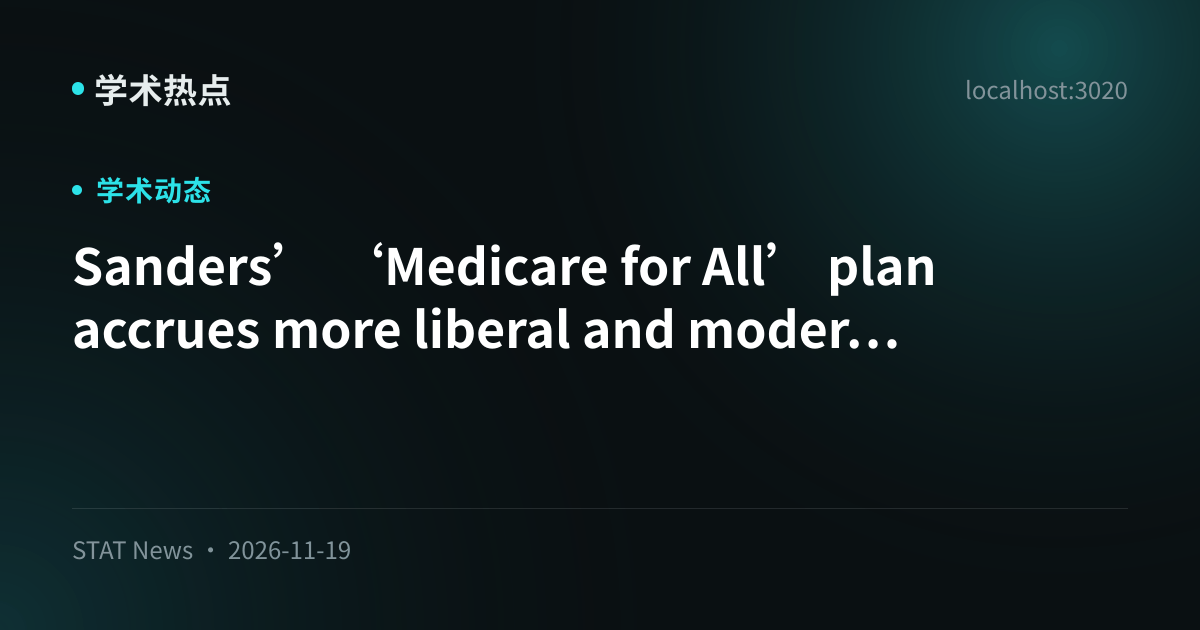 学术热点
localhost:3020
学术动态
Sanders’ ‘Medicare for All’ plan
accrues more liberal and moder…
STAT News · 2026-11-19